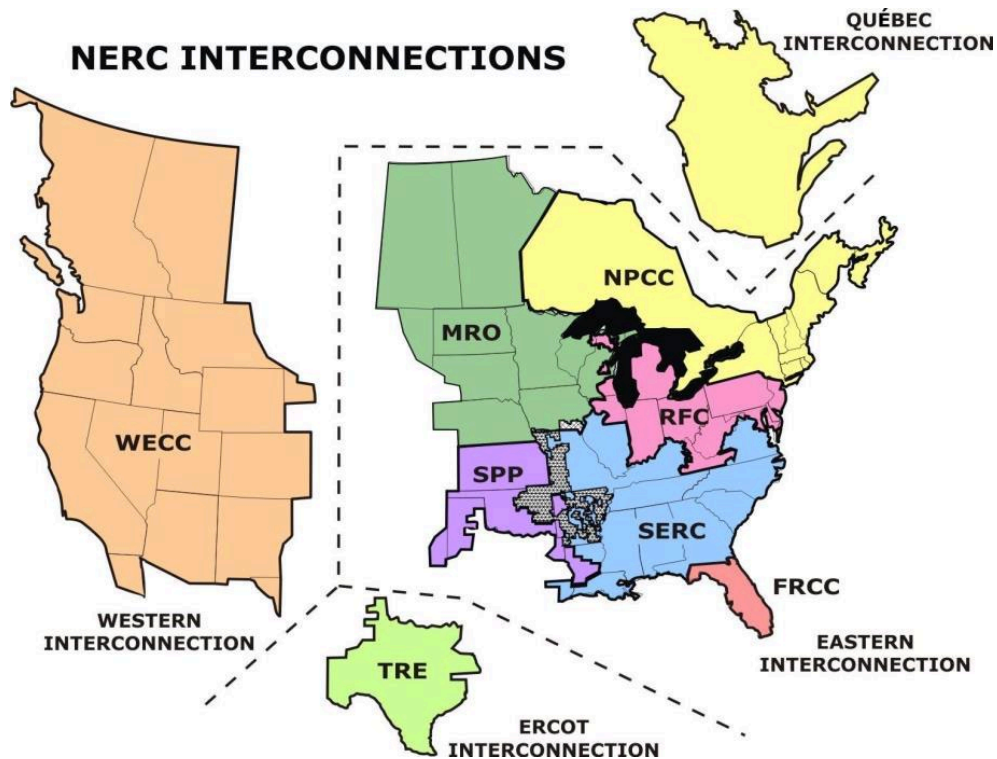 QUÉBEC
INTERCONNECTION
NERC INTERCONNECTIONS
NPCC
MRO
RFC
WECC
SPP
SERC
FRCC
WESTERN
INTERCONNECTION
EASTERN
INTERCONNECTION
TRE
ERCOT
INTERCONNECTION